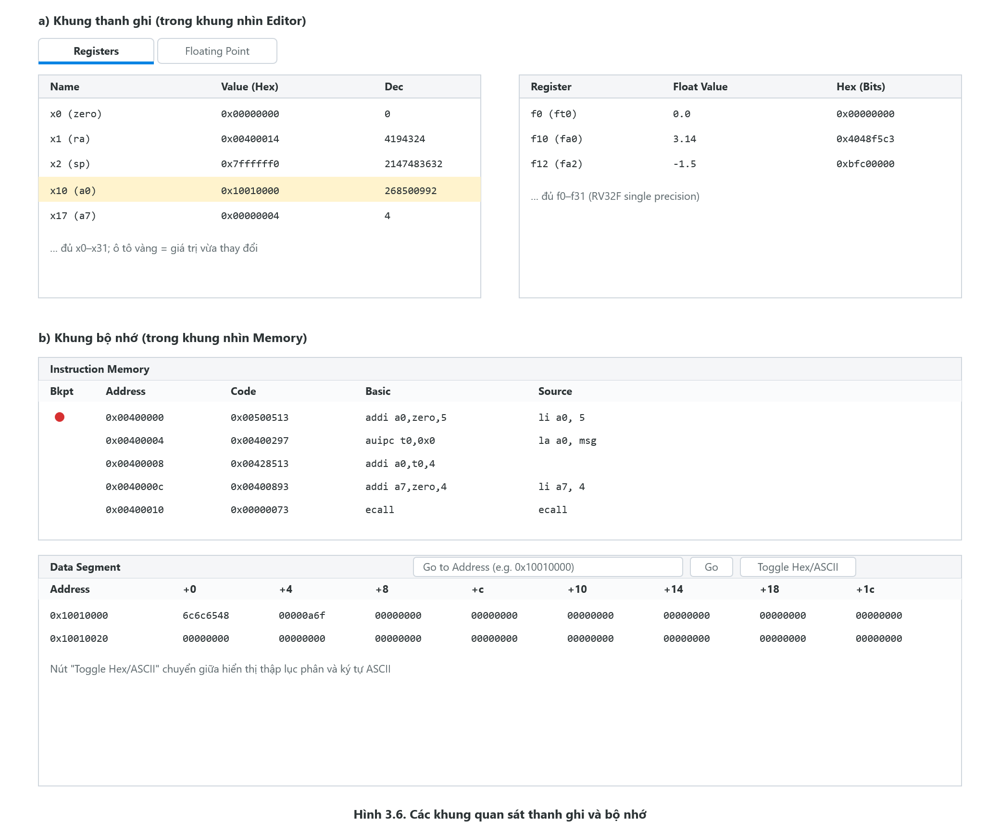 a) Khung thanh ghi (trong khung nhìn Editor)
Registers Floating Point
Name Value (Hex) Dec
x0 (zero) 0x00000000 0
x1 (ra) 0x00400014 4194324
x2 (sp) 0x7ffffff0 2147483632
x10 (a0) 0x10010000 268500992
x17 (a7) 0x00000004 4
... đủ x0–x31; ô tô vàng = giá trị vừa thay đổi
Register Float Value Hex (Bits)
f0 (ft0) 0.0 0x00000000
f10 (fa0) 3.14 0x4048f5c3
f12 (fa2) -1.5 0xbfc00000
... đủ f0–f31 (RV32F single precision)
b) Khung bộ nhớ (trong khung nhìn Memory)
Instruction Memory
Bkpt Address Code Basic Source
0x00400000 0x00500513 addi a0,zero,5 li a0, 5
0x00400004 0x00400297 auipc t0,0x0 la a0, msg
0x00400008 0x00428513 addi a0,t0,4
0x0040000c 0x00400893 addi a7,zero,4 li a7, 4
0x00400010 0x00000073 ecall ecall
Data Segment Go to Address (e.g. 0x10010000) Go Toggle Hex/ASCII
Address +0 +4 +8 +c +10 +14 +18 +1c
0x10010000 6c6c6548 00000a6f 00000000 00000000 00000000 00000000 00000000 00000000
0x10010020 00000000 00000000 00000000 00000000 00000000 00000000 00000000 00000000
Nút "Toggle Hex/ASCII" chuyển giữa hiển thị thập lục phân và ký tự ASCII
Hình 3.6. Các khung quan sát thanh ghi và bộ nhớ